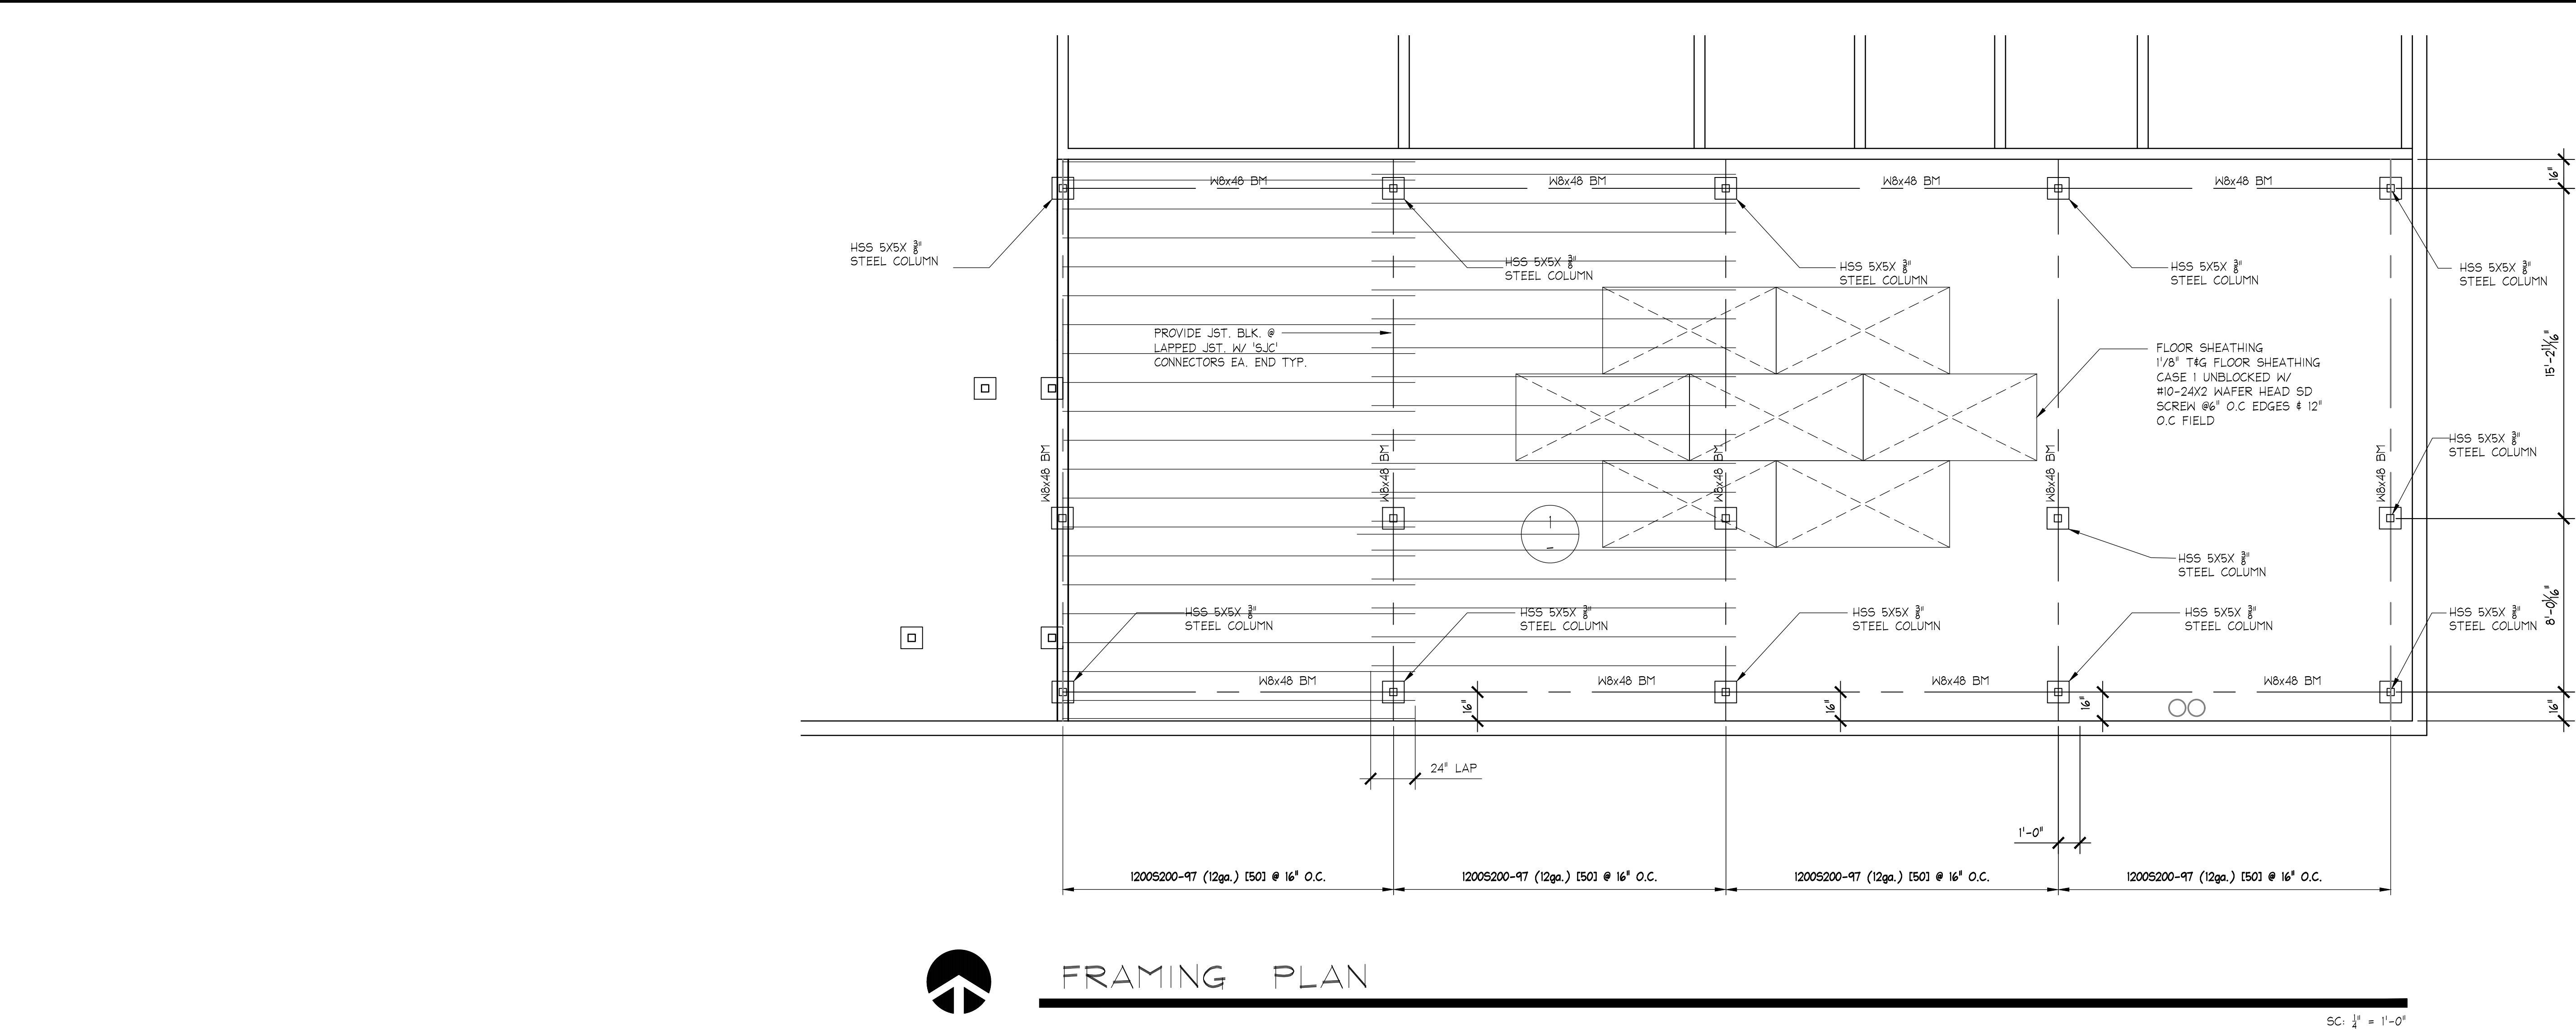 W8x48 BM
W8x48 BM
W8x48 BM
W8x48 BM
16"
HSS 5X5X 3/8"
STEEL COLUMN
HSS 5X5X 3/8"
STEEL COLUMN
HSS 5X5X 3/8"
STEEL COLUMN
HSS 5X5X 3/8"
STEEL COLUMN
HSS 5X5X 3/8"
STEEL COLUMN
PROVIDE JST. BLK. @
LAPPED JST. W/ 'SJC'
CONNECTORS EA. END TYP.
FLOOR SHEATHING
1'/8" T&G FLOOR SHEATHING
CASE 1 UNBLOCKED W/
#10-24X2 WAFER HEAD SD
SCREW @6" O.C EDGES & 12"
O.C FIELD
15'-2 11/16"
W8x48 BM
W8x48 BM
W8x48 BM
W8x48 BM
W8x48 BM
HSS 5X5X 3/8"
STEEL COLUMN
1
-
HSS 5X5X 3/8"
STEEL COLUMN
HSS 5X5X 3/8"
STEEL COLUMN
HSS 5X5X 3/8"
STEEL COLUMN
HSS 5X5X 3/8"
STEEL COLUMN
HSS 5X5X 3/8"
STEEL COLUMN
HSS 5X5X 3/8"
STEEL COLUMN
8'-0 1/16"
W8x48 BM
W8x48 BM
W8x48 BM
W8x48 BM
16"
16"
16"
16"
24" LAP
1'-0"
1200S200-97 (12ga.) [50] @ 16" O.C.
1200S200-97 (12ga.) [50] @ 16" O.C.
1200S200-97 (12ga.) [50] @ 16" O.C.
1200S200-97 (12ga.) [50] @ 16" O.C.
FRAMING PLAN
SC: 1/4" = 1'-0"